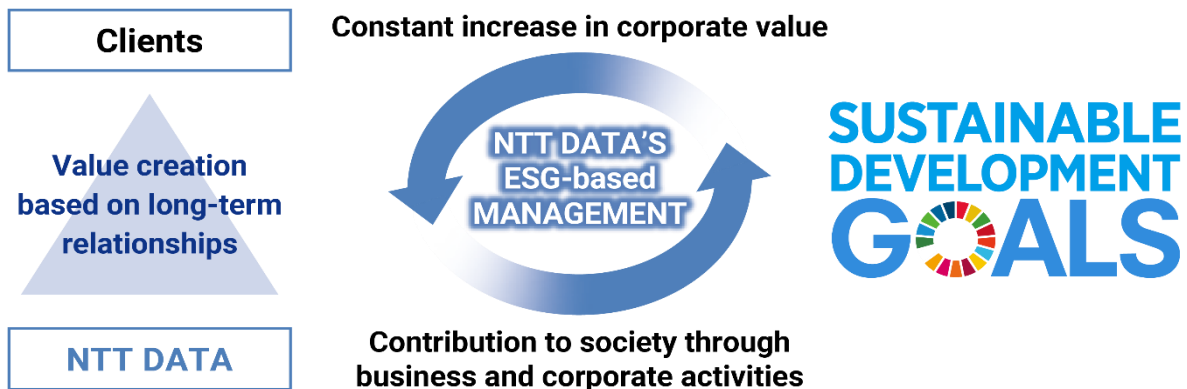 Clients
Value creation
based on long-term
relationships
NTT DATA
Constant increase in corporate value
NTT DATA’S
ESG-based
MANAGEMENT
Contribution to society through
business and corporate activities
SUSTAINABLE
DEVELOPMENT
GOALS